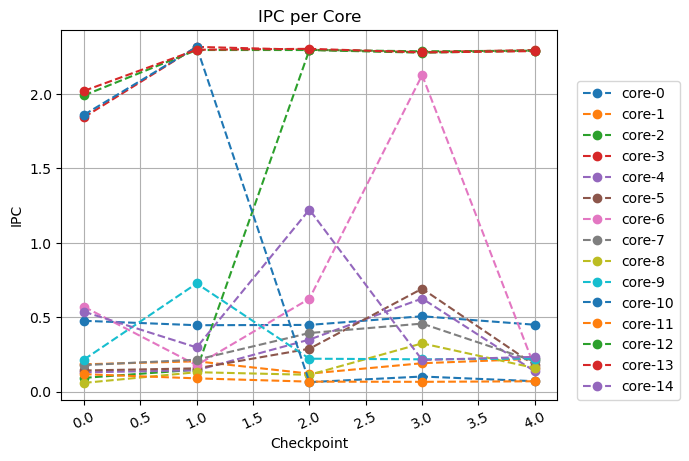 IPC per Core
IPC
2.0
1.5
1.0
0.5
0.0
0.0
0.5
1.0
1.5
2.0
2.5
3.0
3.5
4.0
Checkpoint
core-0
core-1
core-2
core-3
core-4
core-5
core-6
core-7
core-8
core-9
core-10
core-11
core-12
core-13
core-14